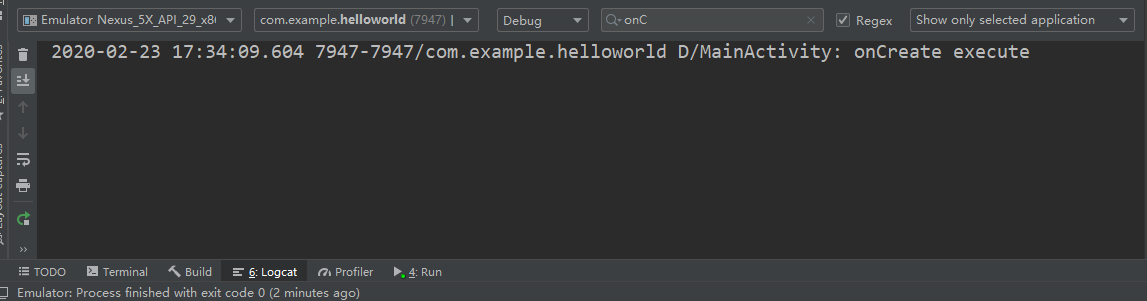 Emulator Nexus_5X_API_29_x8 com.example.helloworld (7947) | Debug onC Regex Show only selected application
2020-02-23 17:34:09.604 7947-7947/com.example.helloworld D/MainActivity: onCreate execute
Layout Captures
TODO Terminal Build 6: Logcat Profiler 4: Run
Emulator: Process finished with exit code 0 (2 minutes ago)